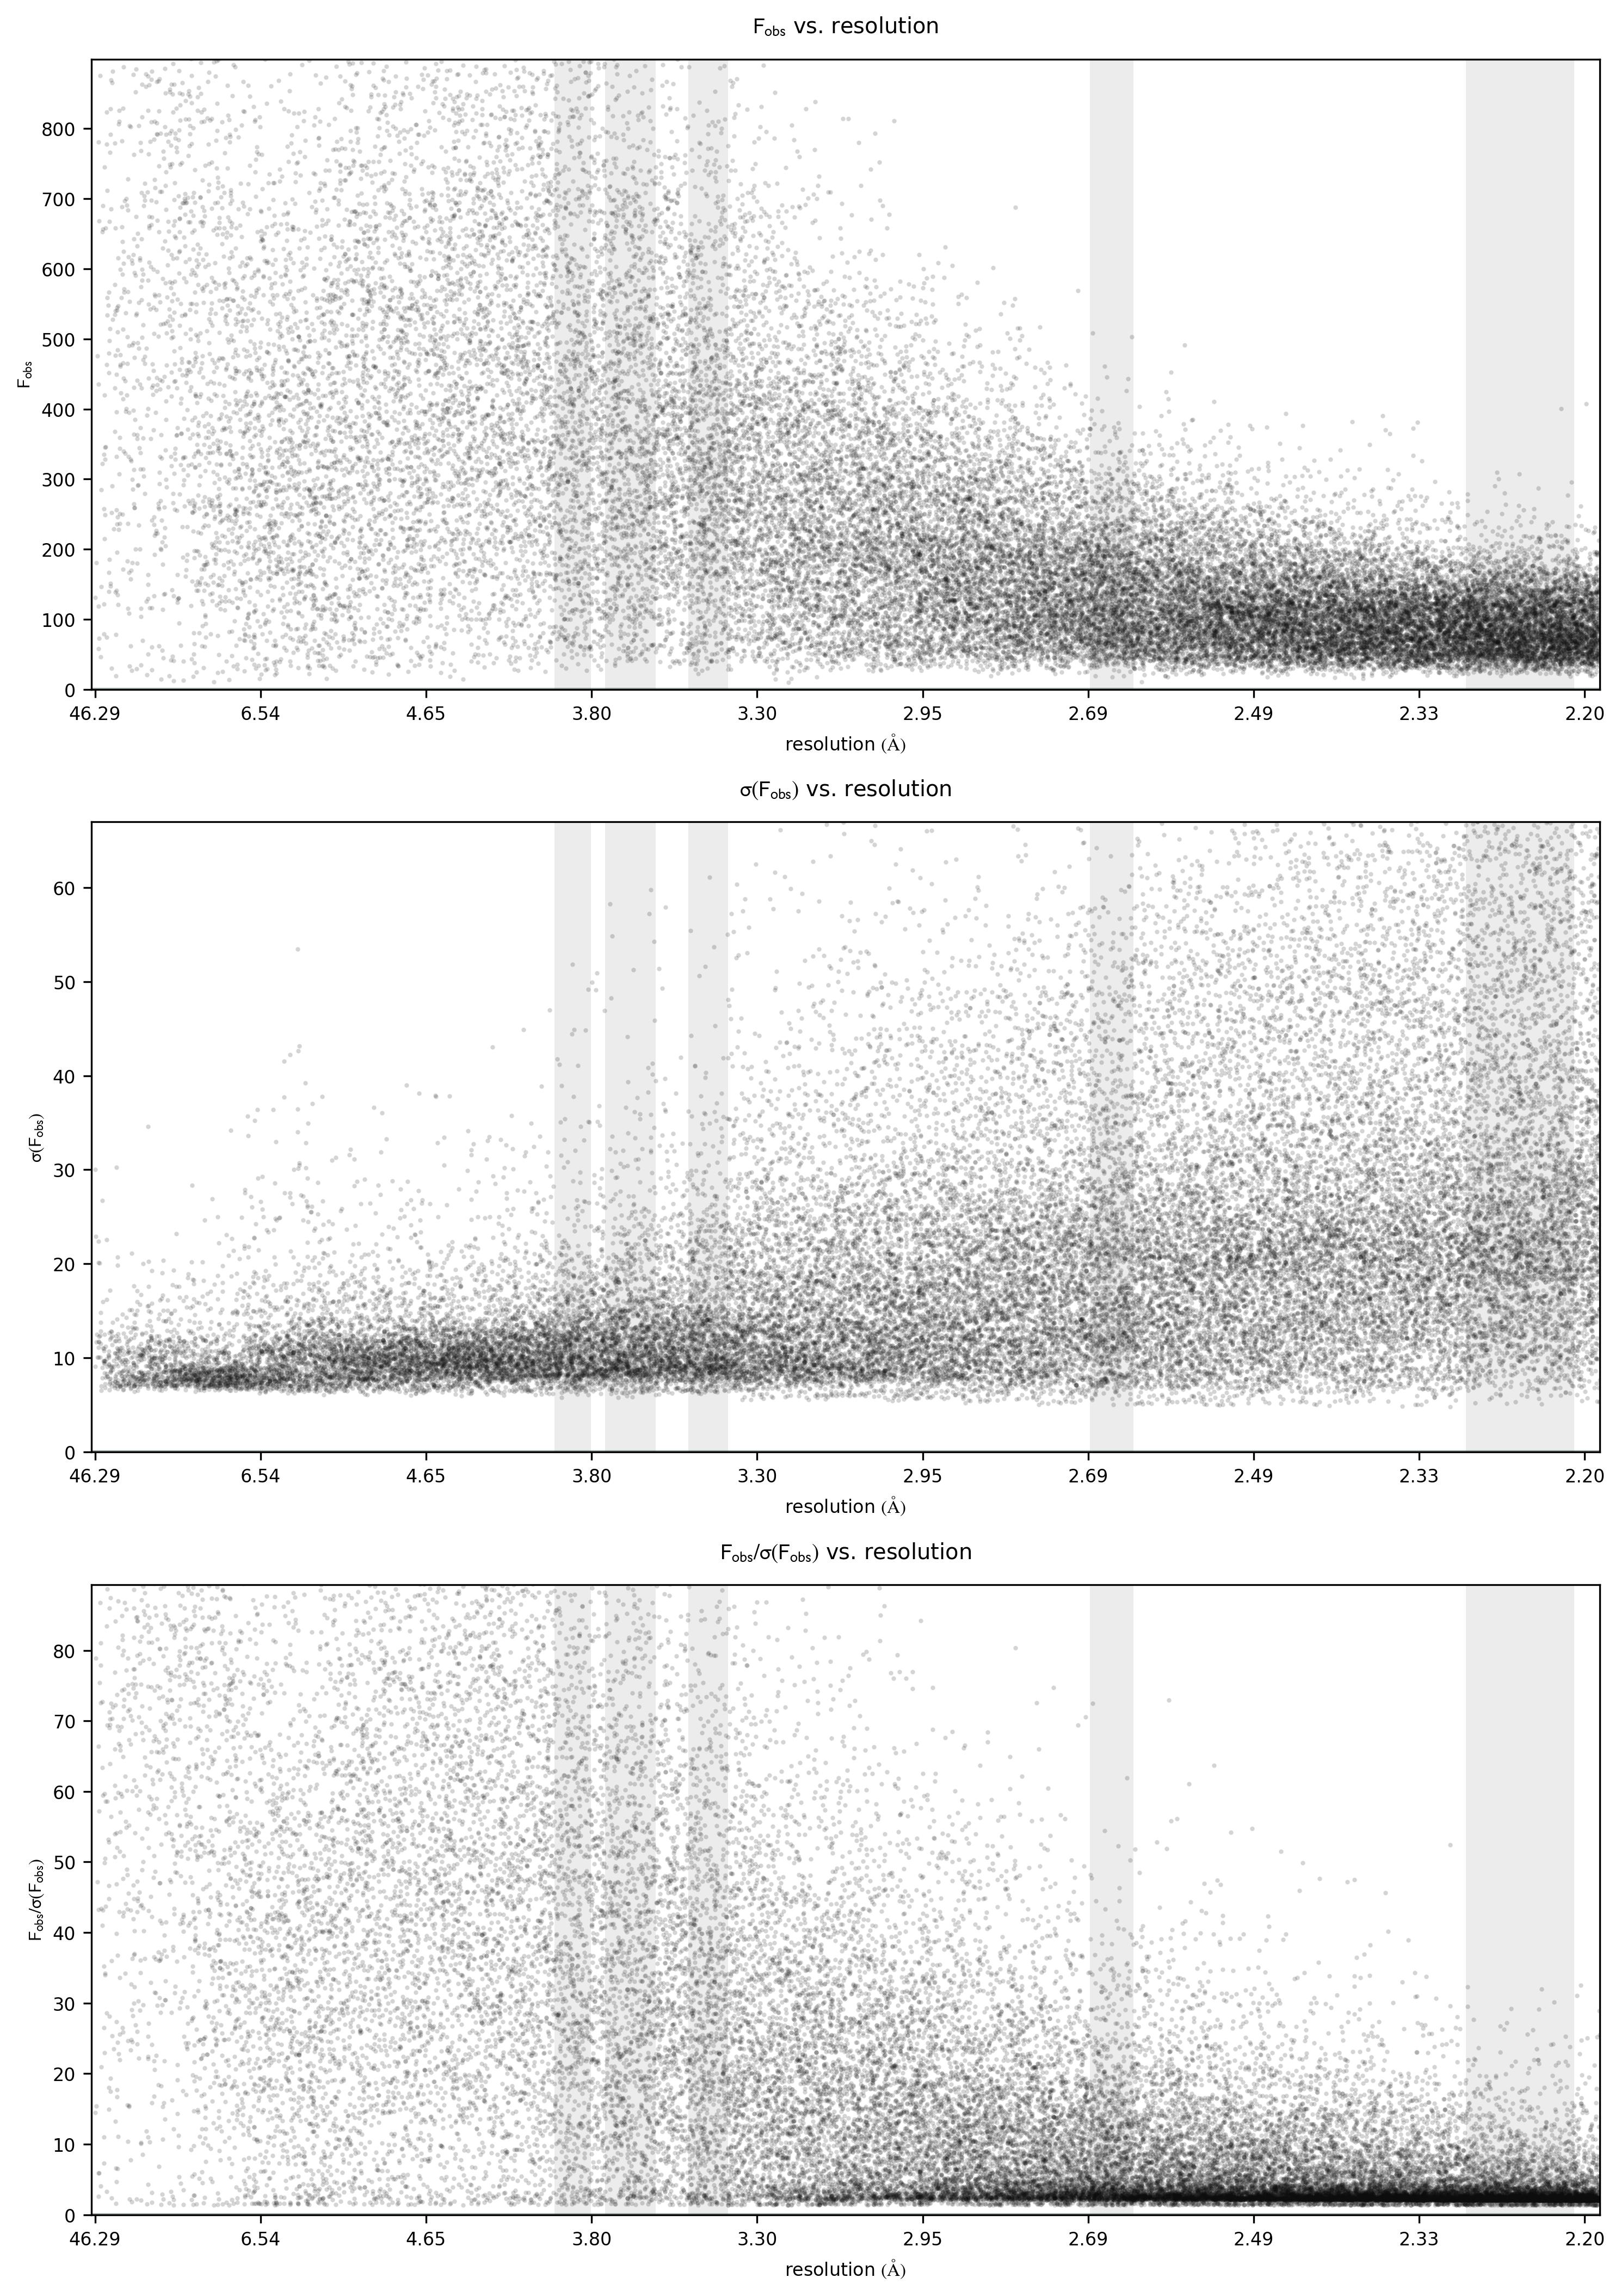 Fobs vs. resolution
800
700
600
500
400
300
200
100
0
Fobs
46.29 6.54 4.65 3.80 3.30 2.95 2.69 2.49 2.33 2.20
resolution (Å)
σ(Fobs) vs. resolution
60
50
40
30
20
10
0
σ(Fobs)
46.29 6.54 4.65 3.80 3.30 2.95 2.69 2.49 2.33 2.20
resolution (Å)
Fobs/σ(Fobs) vs. resolution
80
70
60
50
40
30
20
10
0
Fobs/σ(Fobs)
46.29 6.54 4.65 3.80 3.30 2.95 2.69 2.49 2.33 2.20
resolution (Å)